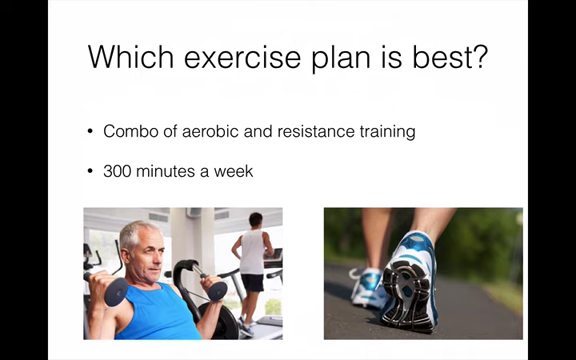 Which exercise plan is best?
• Combo of aerobic and resistance training
• 300 minutes a week